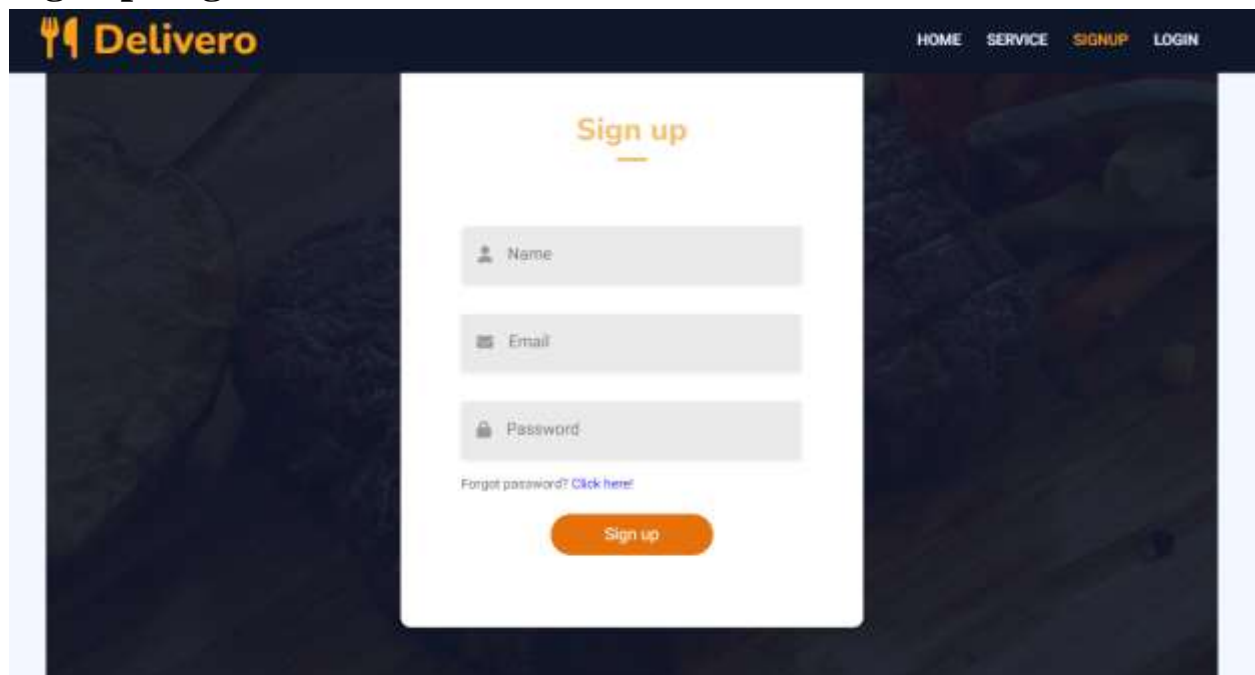 Delivero
HOME SERVICE SIGNUP LOGIN
Sign up
Name
Email
Password
Forgot password? Click here!
Sign up